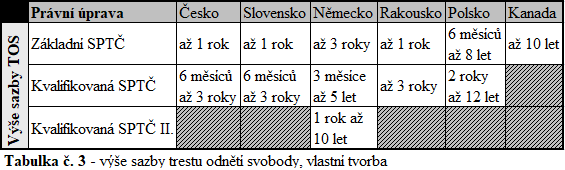 Právní úprava Česko Slovensko Německo Rakousko Polsko Kanada
Výše sazby TOS
Základní SPTČ až 1 rok až 1 rok až 3 roky až 1 rok 6 měsíců až 8 let až 10 let
Kvalifikovaná SPTČ 6 měsíců až 3 roky 6 měsíců až 3 roky 3 měsíce až 5 let až 3 roky 2 roky až 12 let
Kvalifikovaná SPTČ II. 1 rok až 10 let
Tabulka č. 3 - výše sazby trestu odnětí svobody, vlastní tvorba